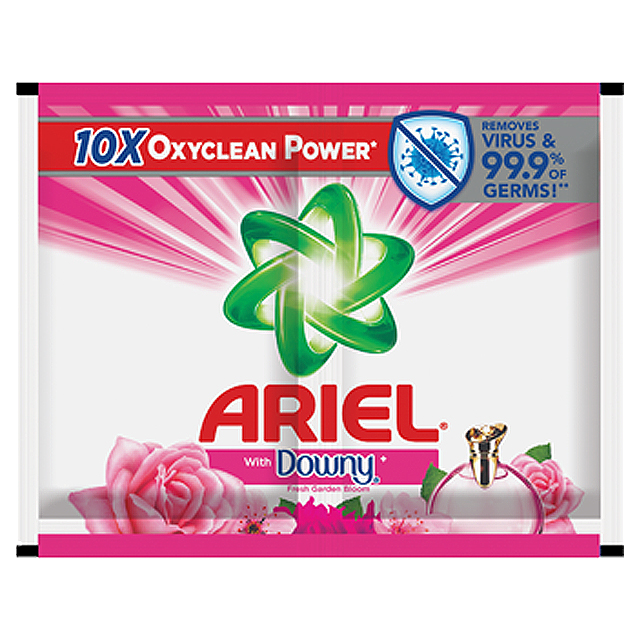 10X OXYCLEAN POWER*
REMOVES
VIRUS &
99.9% OF
GERMS!**
ARIEL®
With Downy®+
Fresh Garden Bloom